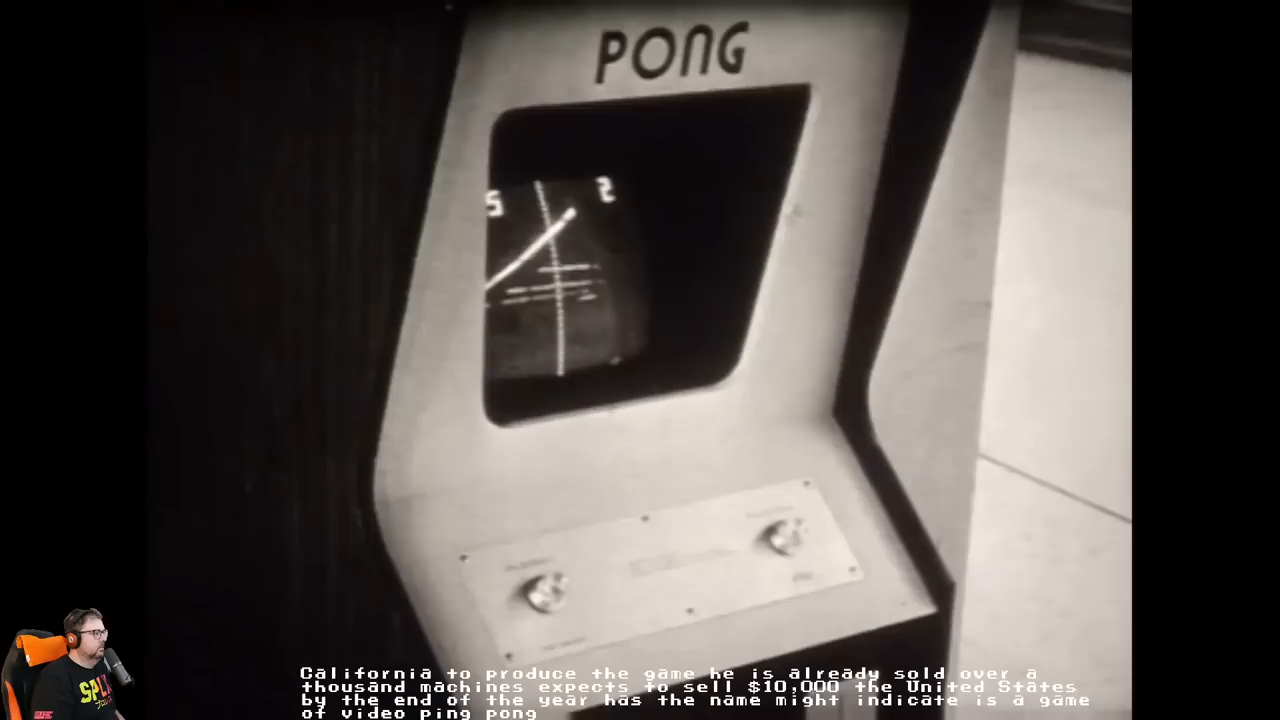 PONG
5 2
California to produce the game he is already sold over a
thousand machines expects to sell $10,000 the United States
by the end of the year has the name might indicate is a game
of video ping pong